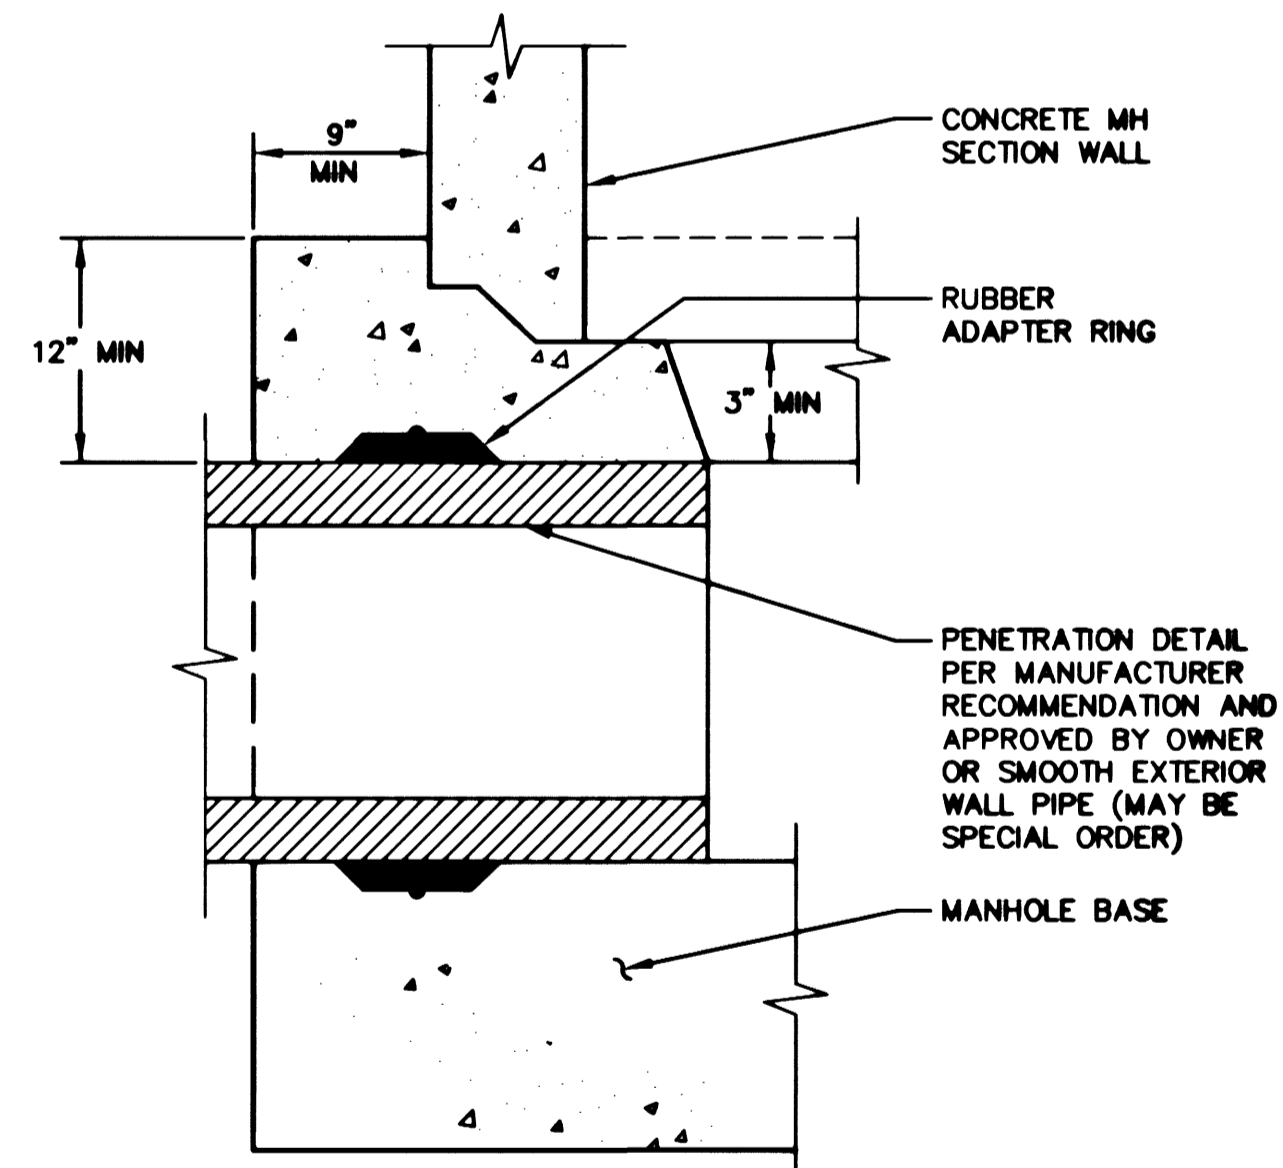 9"
MIN
CONCRETE MH
SECTION WALL
RUBBER
ADAPTER RING
12" MIN
3" MIN
PENETRATION DETAIL
PER MANUFACTURER
RECOMMENDATION AND
APPROVED BY OWNER
OR SMOOTH EXTERIOR
WALL PIPE (MAY BE
SPECIAL ORDER)
MANHOLE BASE